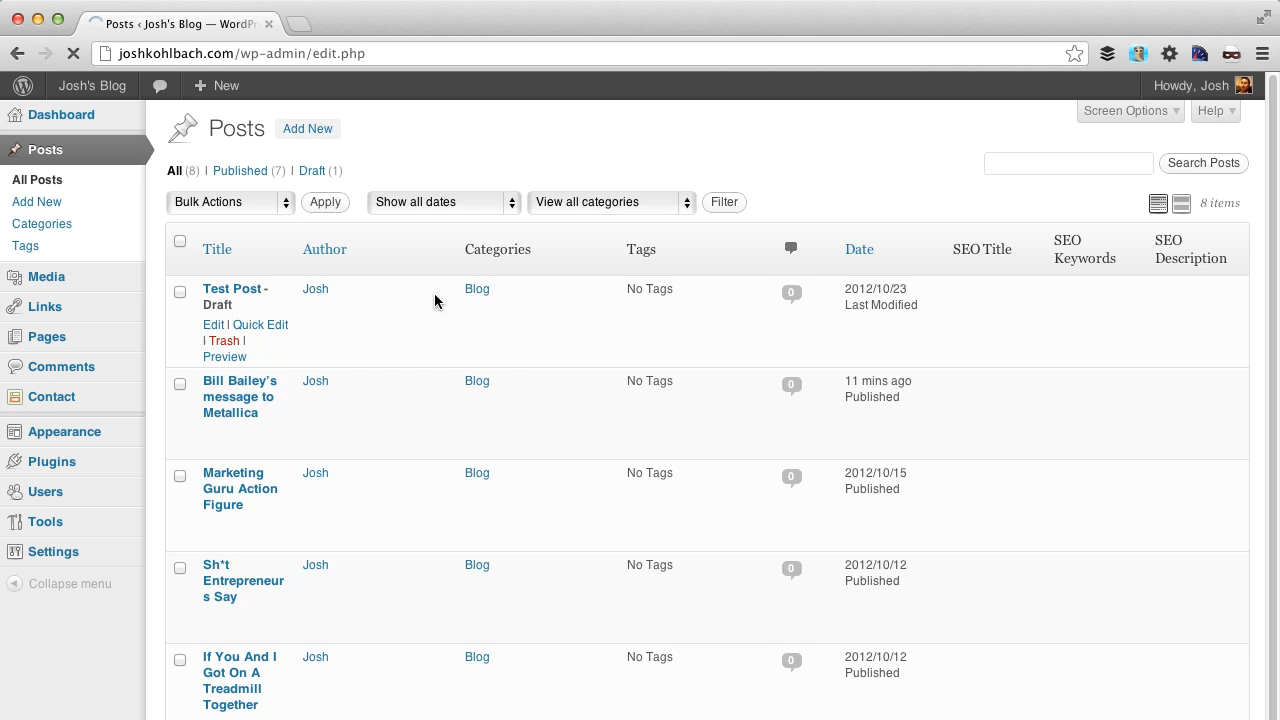 Posts ‹ Josh's Blog — WordPr
joshkohlbach.com/wp-admin/edit.php
Josh's Blog
New
Howdy, Josh
Dashboard
Posts
All Posts
Add New
Categories
Tags
Media
Links
Pages
Comments
Contact
Appearance
Plugins
Users
Tools
Settings
Collapse menu
Screen Options
Help
Posts Add New
All (8) | Published (7) | Draft (1)
Search Posts
Bulk Actions Apply Show all dates View all categories Filter 8 items
Title Author Categories Tags Date SEO Title SEO Keywords SEO Description
Test Post -
Draft
Edit | Quick Edit
| Trash |
Preview
Josh
Blog
No Tags
0
2012/10/23
Last Modified
Bill Bailey's
message to
Metallica
Josh
Blog
No Tags
0
11 mins ago
Published
Marketing
Guru Action
Figure
Josh
Blog
No Tags
0
2012/10/15
Published
Sh*t
Entrepreneur
s Say
Josh
Blog
No Tags
0
2012/10/12
Published
If You And I
Got On A
Treadmill
Together
Josh
Blog
No Tags
0
2012/10/12
Published